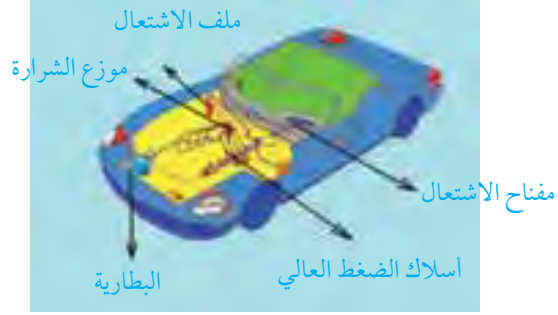 ملف الاشتعال
موزع الشرارة
مفتاح الاشتعال
أسلاك الضغط العالي
البطارية